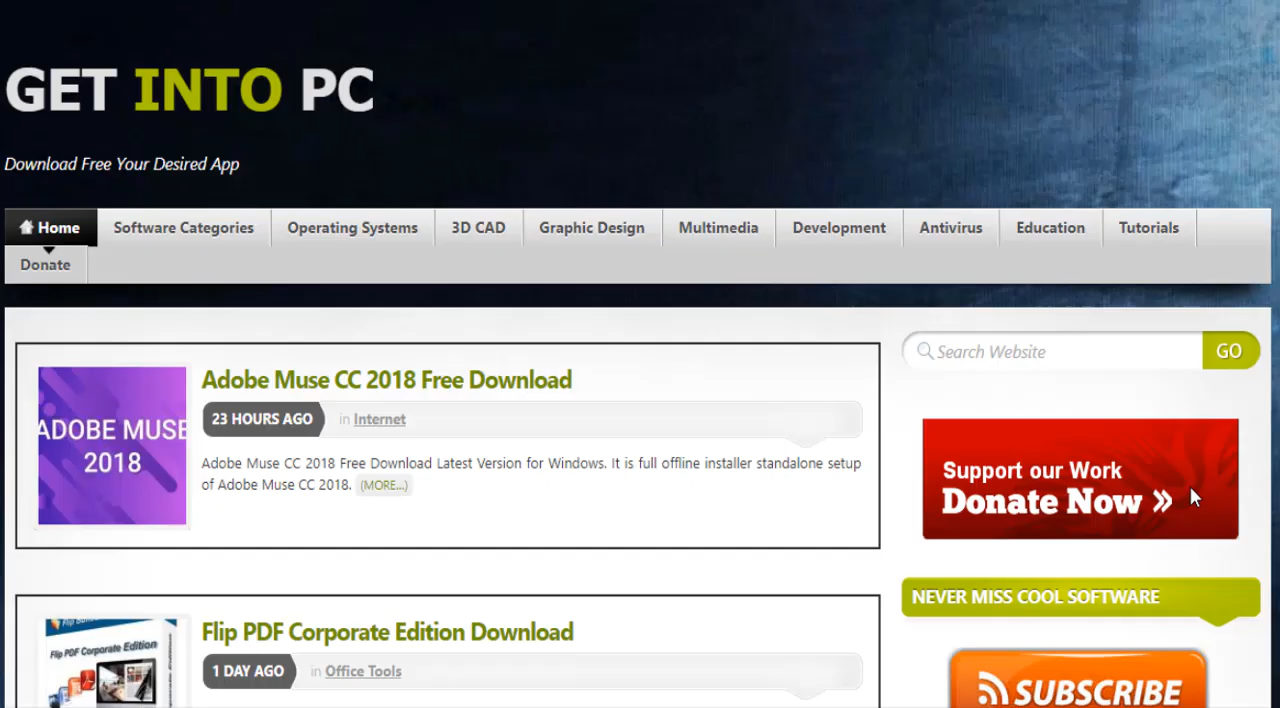 GET INTO PC
Download Free Your Desired App
Home Software Categories Operating Systems 3D CAD Graphic Design Multimedia Development Antivirus Education Tutorials
Donate
Search Website GO
ADOBE MUSE
2018
Adobe Muse CC 2018 Free Download
23 HOURS AGO in Internet
Adobe Muse CC 2018 Free Download Latest Version for Windows. It is full offline installer standalone setup
of Adobe Muse CC 2018. (MORE...)
Support our Work
Donate Now »
NEVER MISS COOL SOFTWARE
Flip PDF Corporate Edition
Flip PDF Corporate Edition Download
1 DAY AGO in Office Tools
SUBSCRIBE